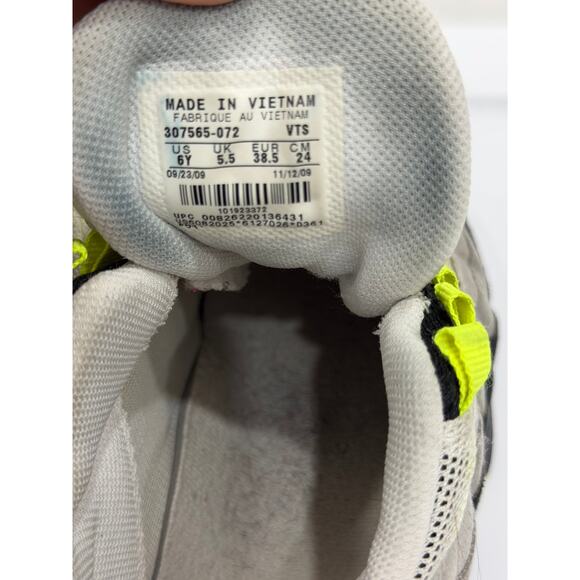 MADE IN VIETNAM
FABRIQUE AU VIETNAM
307565-072 VTS
US UK EUR CM
6Y 5.5 38.5 24
09/23/09 11/12/09
101923372
UPC 00826220136431